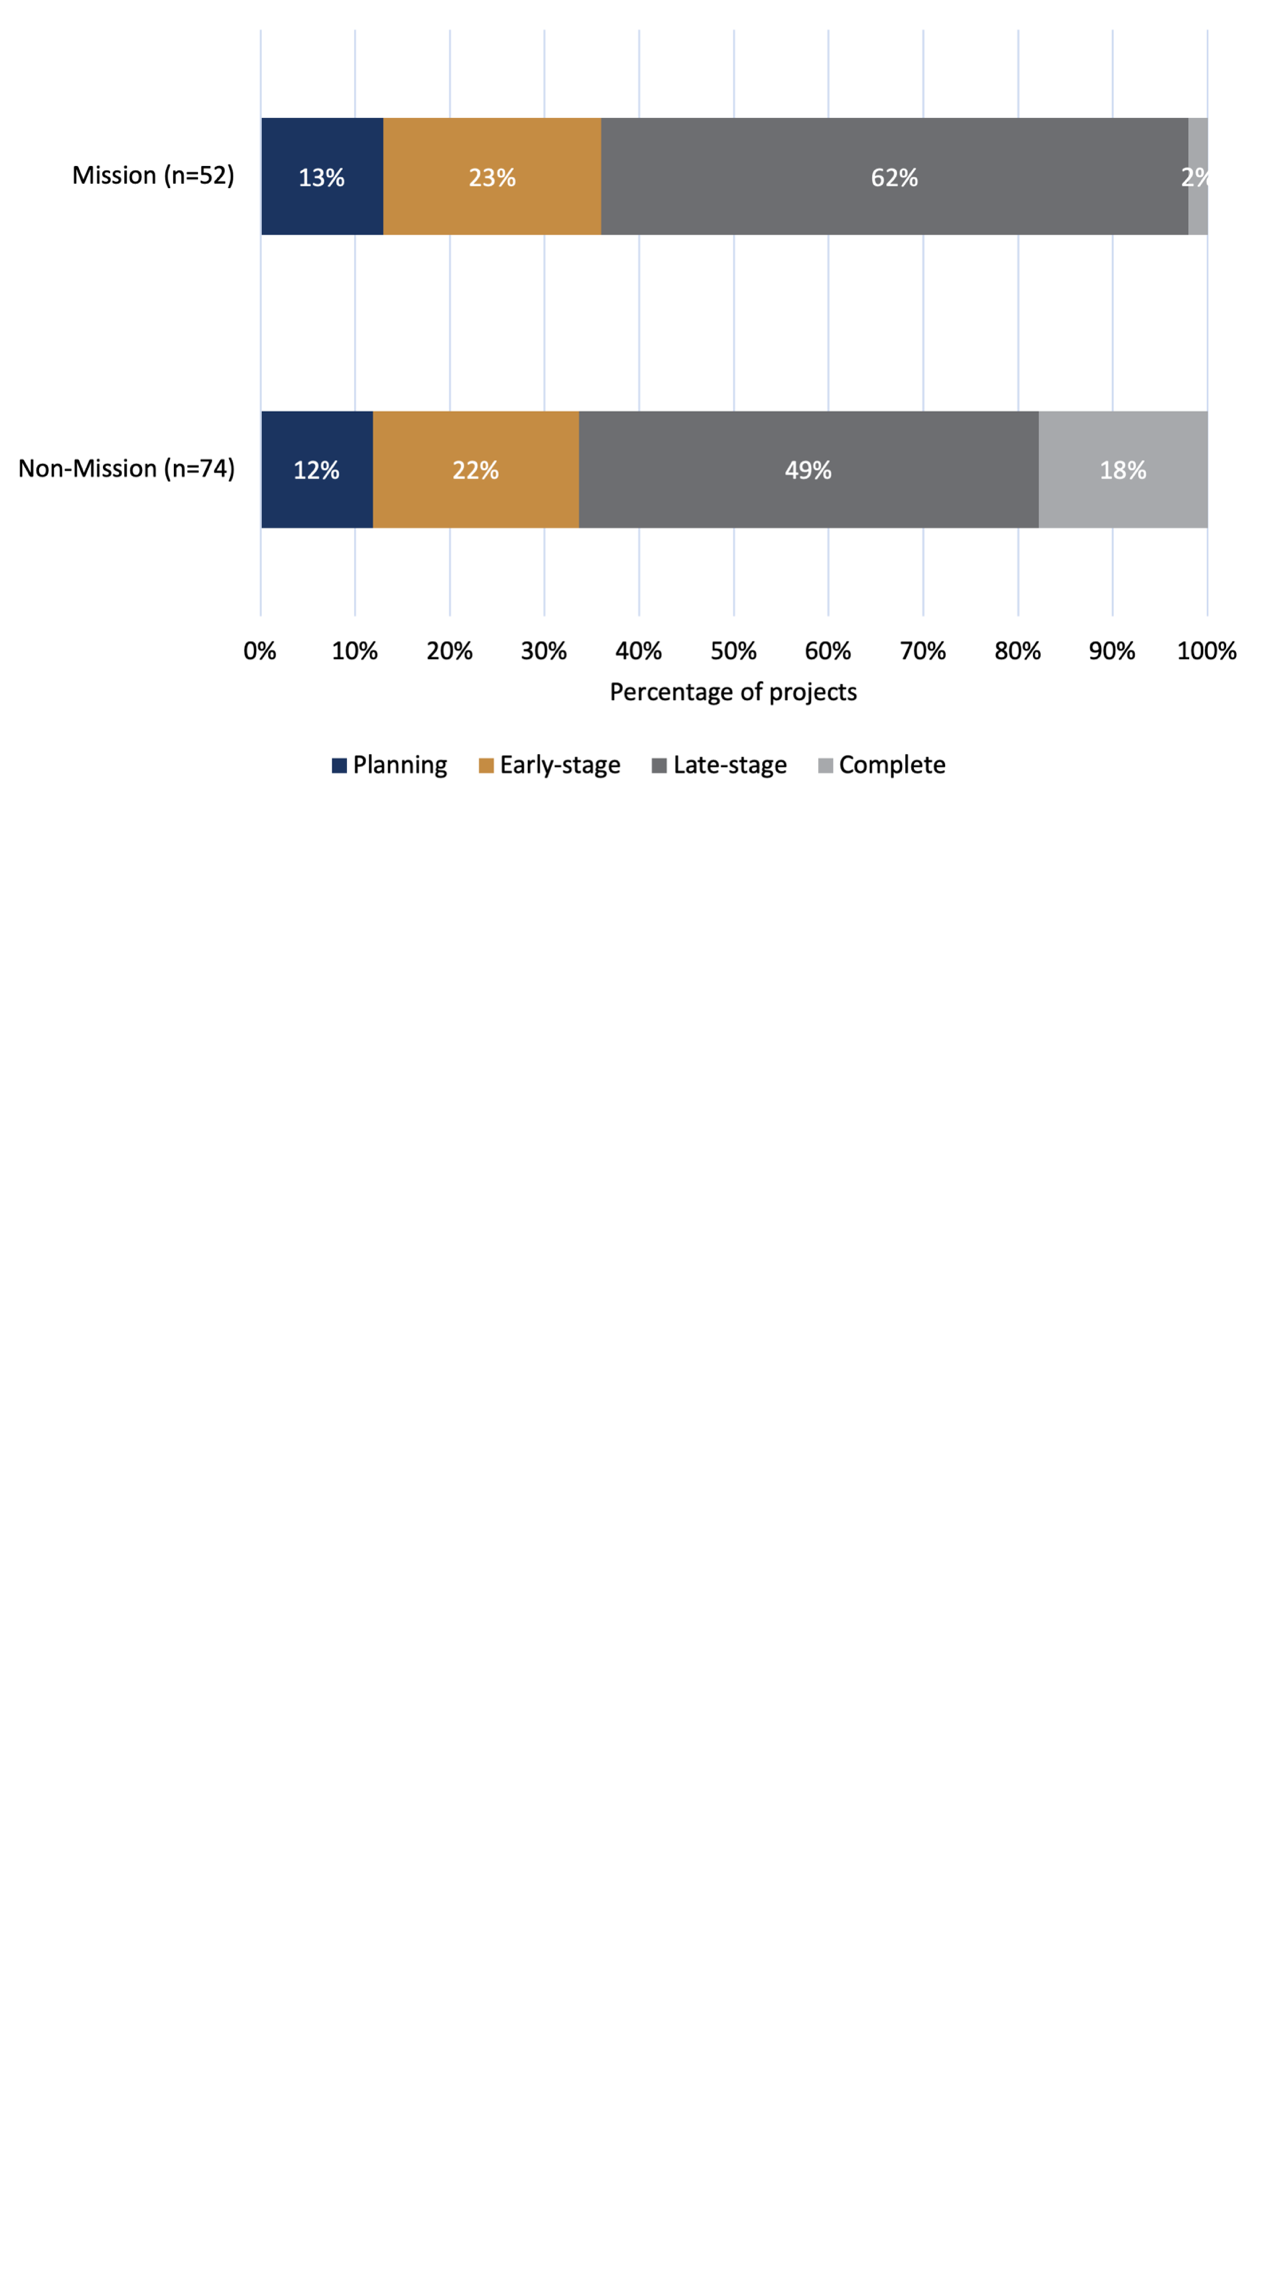 Mission (n=52)
13% 23% 62% 2%
Non-Mission (n=74)
12% 22% 49% 18%
0% 10% 20% 30% 40% 50% 60% 70% 80% 90% 100%
Percentage of projects
Planning Early-stage Late-stage Complete